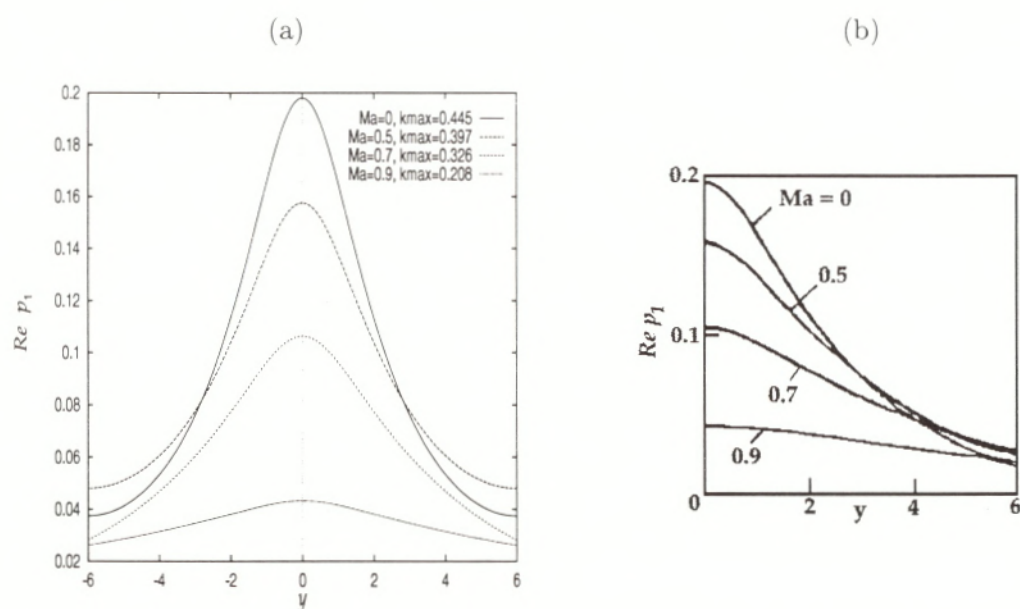 (a)
(b)
0.2
0.18
0.16
0.14
0.12
0.1
0.08
0.06
0.04
0.02
-6
-4
-2
0
2
4
6
y
Re p₁
Ma=0, kmax=0.445
Ma=0.5, kmax=0.397
Ma=0.7, kmax=0.326
Ma=0.9, kmax=0.208
0.2
0.1
0
Re p₁
Ma = 0
0.5
0.7
0.9
2
y
4
6